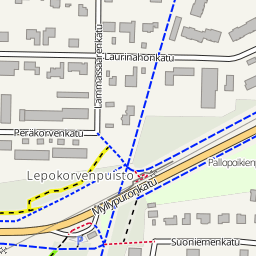 Lammassaarenkatu
Laurinahonkatu
Peräkorvenkatu
Pallopoikien
Lepokorvenpuisto
Myllypuronkatu
Suoniemenkatu